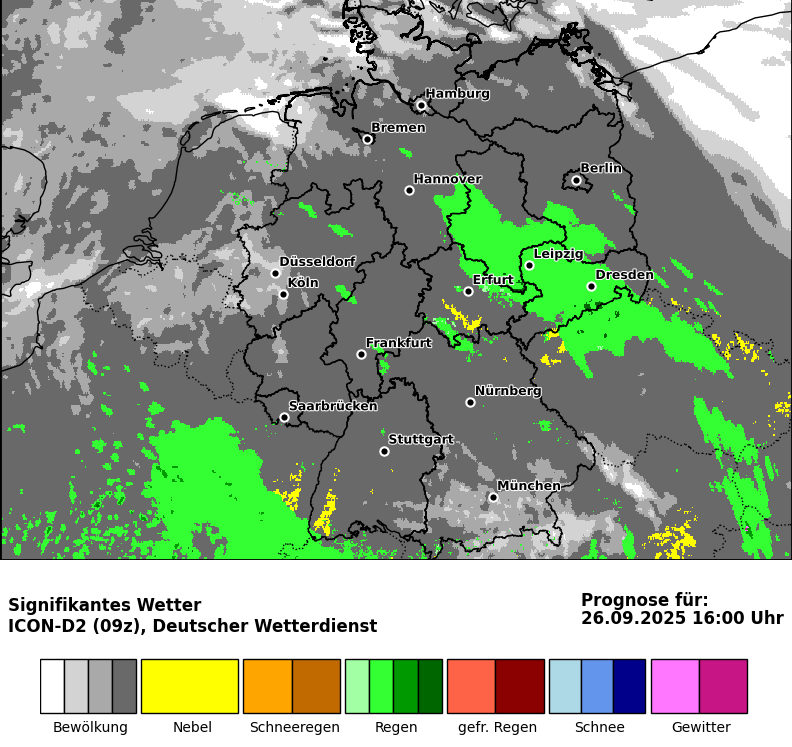 Hamburg
Bremen
Berlin
Hannover
Leipzig
Düsseldorf
Dresden
Erfurt
Köln
Frankfurt
Nürnberg
Saarbrücken
Stuttgart
München
Signifikantes Wetter
ICON-D2 (09z), Deutscher Wetterdienst
Prognose für:
26.09.2025 16:00 Uhr
Bewölkung
Nebel
Schneeregen
Regen
gefr. Regen
Schnee
Gewitter